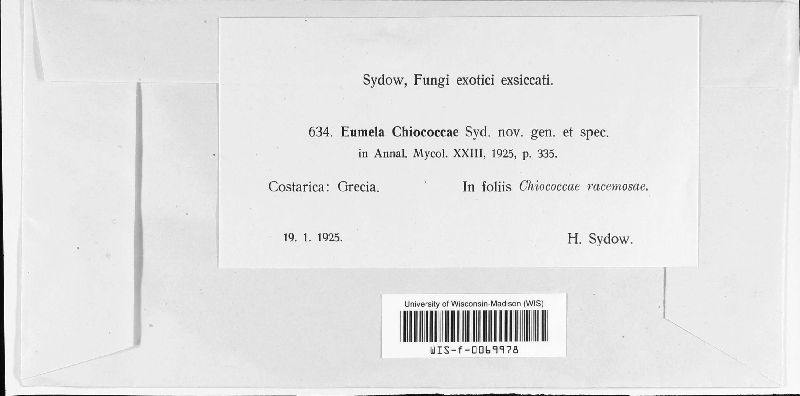 Sydow, Fungi exotici exsiccati.
634. Eumela Chiococcae Syd. nov. gen. et spec.
in Annal. Mycol. XXIII, 1925, p. 335.
Costarica: Grecia. In foliis Chiococcae racemosae.
19. 1. 1925. H. Sydow.
University of Wisconsin-Madison (WIS)
WIS-f-0069978